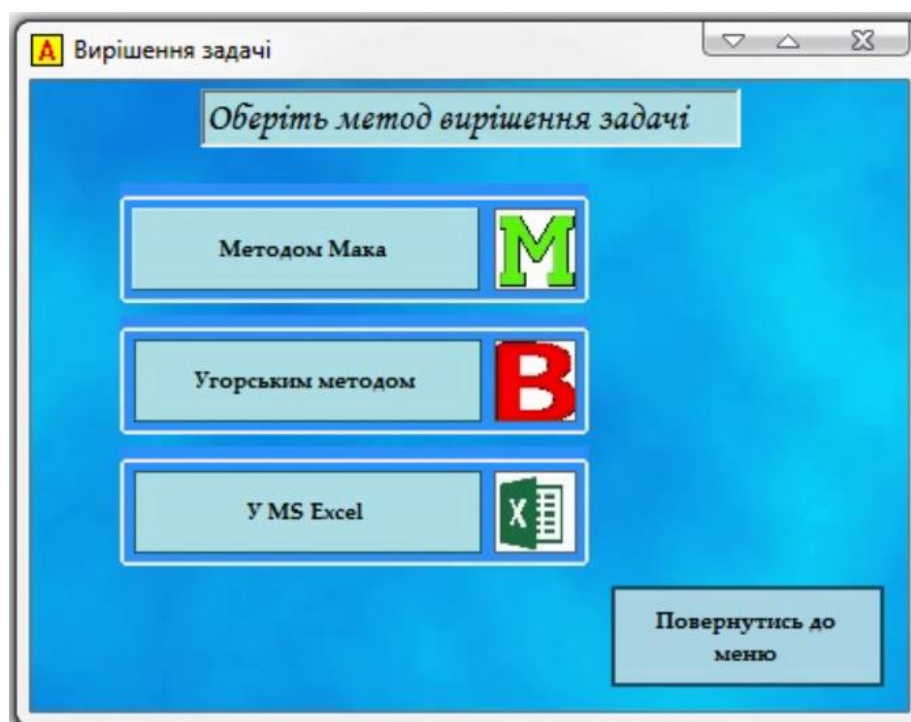 A Вирішення задачі
Оберіть метод вирішення задачі
Методом Мака
M
Угорським методом
В
У MS Excel
X
Повернутись до
меню